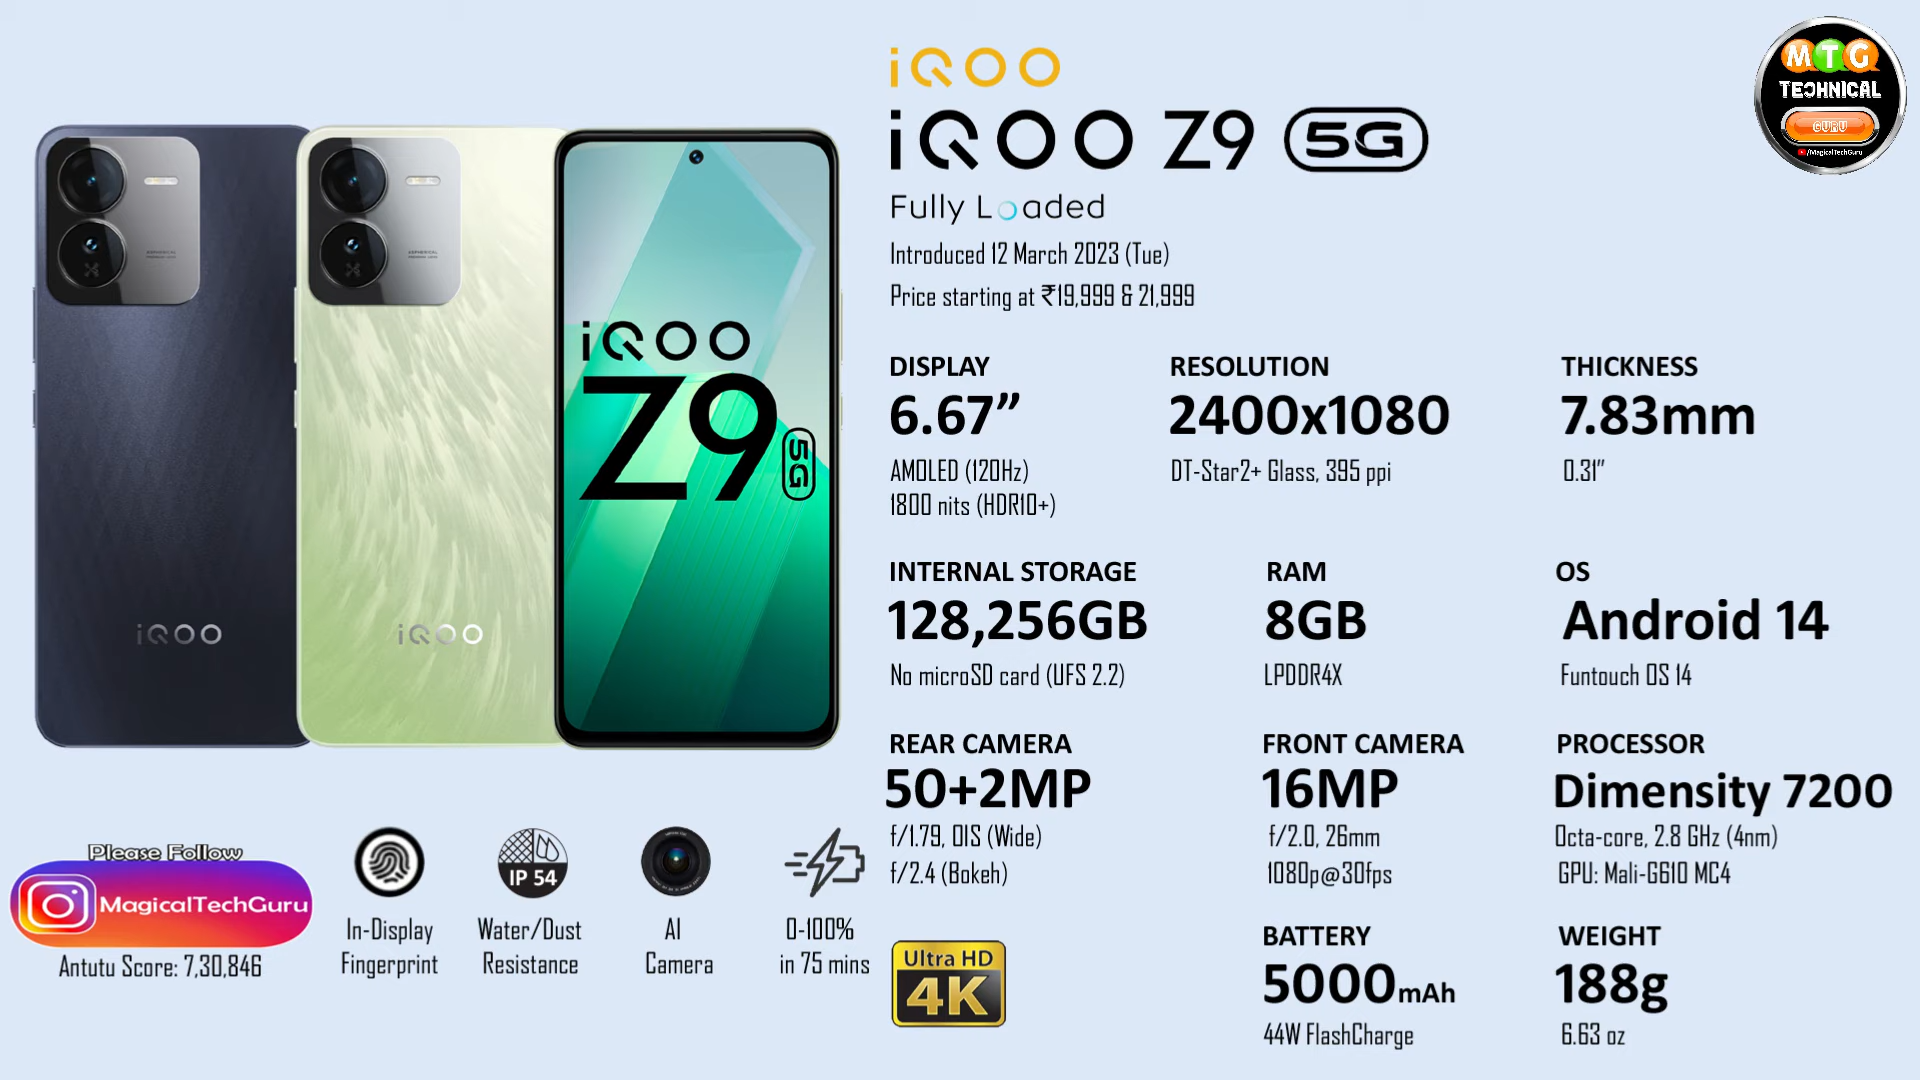 iQOO
iQOO Z9 5G
Fully Loaded
Introduced 12 March 2023 (Tue)
Price starting at ₹19,999 & 21,999
MTG
TECHNICAL
GURU
/MagicalTechGuru
iQOO
Z9
5G
iQOO
iQOO
DISPLAY
6.67”
AMOLED (120Hz)
1800 nits (HDR10+)
RESOLUTION
2400x1080
DT-Star2+ Glass, 395 ppi
THICKNESS
7.83mm
0.31”
INTERNAL STORAGE
128,256GB
No microSD card (UFS 2.2)
RAM
8GB
LPDDR4X
OS
Android 14
Funtouch OS 14
REAR CAMERA
50+2MP
f/1.79, OIS (Wide)
f/2.4 (Bokeh)
FRONT CAMERA
16MP
f/2.0, 26mm
1080p@30fps
PROCESSOR
Dimensity 7200
Octa-core, 2.8 GHz (4nm)
GPU: Mali-G610 MC4
Ultra HD
4K
BATTERY
5000mAh
44W FlashCharge
WEIGHT
188g
6.63 oz
Please Follow
MagicalTechGuru
Antutu Score: 7,30,846
In-Display
Fingerprint
IP 54
Water/Dust
Resistance
AI
Camera
0-100%
in 75 mins